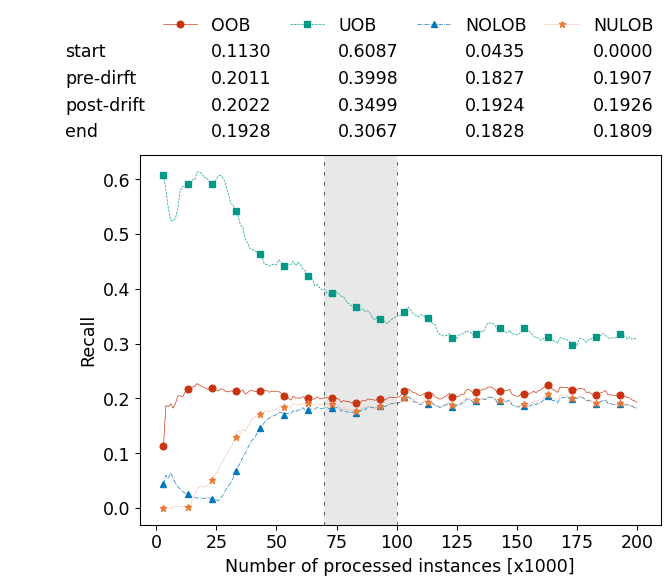 OOB UOB NOLOB NULOB
start 0.1130 0.6087 0.0435 0.0000
pre-dirft 0.2011 0.3998 0.1827 0.1907
post-drift 0.2022 0.3499 0.1924 0.1926
end 0.1928 0.3067 0.1828 0.1809
0.6
0.5
0.4
0.3
0.2
0.1
0.0
Recall
0 25 50 75 100 125 150 175 200
Number of processed instances [x1000]